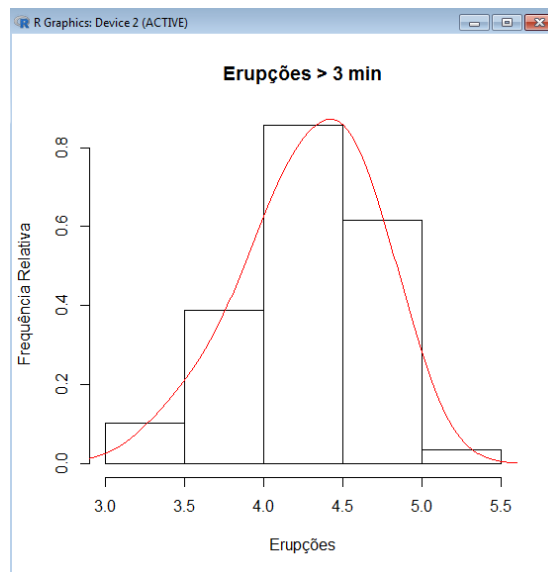 R Graphics: Device 2 (ACTIVE)
Erupções > 3 min
Frequência Relativa
0.8
0.6
0.4
0.2
0.0
3.0 3.5 4.0 4.5 5.0 5.5
Erupções